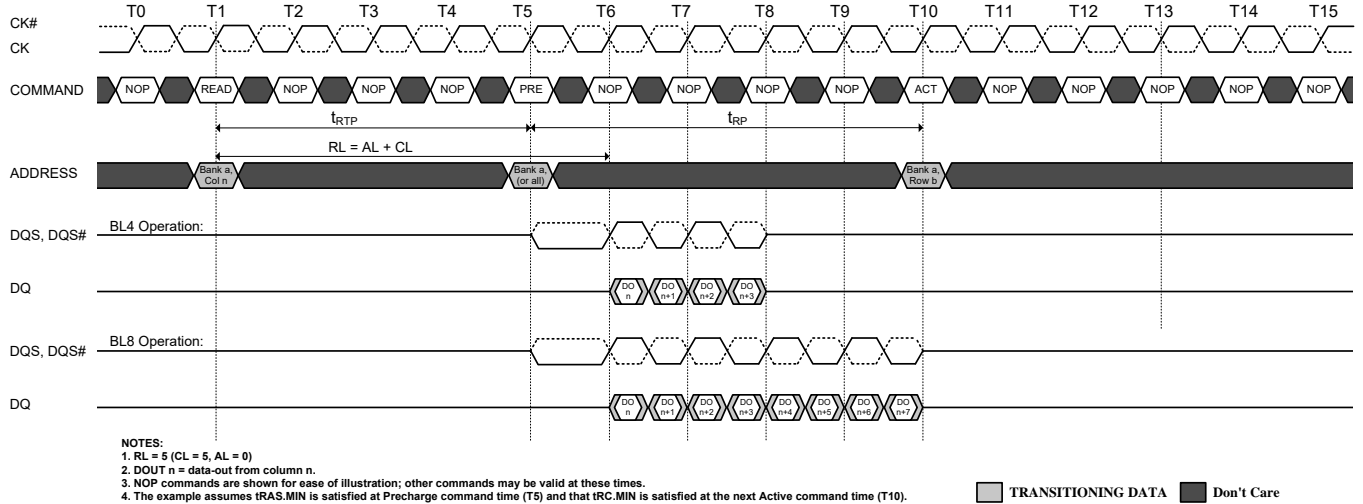 T0 T1 T2 T3 T4 T5 T6 T7 T8 T9 T10 T11 T12 T13 T14 T15
CK#
CK
COMMAND NOP READ NOP NOP NOP PRE NOP NOP NOP NOP ACT NOP NOP NOP NOP NOP
tRTP tRP
RL = AL + CL
ADDRESS
Bank a, Col n
Bank a, (or all)
Bank a, Row b
DQS, DQS# BL4 Operation:
DQ DO n DO n+1 DO n+2 DO n+3
DQS, DQS# BL8 Operation:
DQ DO n DO n+1 DO n+2 DO n+3 DO n+4 DO n+5 DO n+6 DO n+7
NOTES:
1. RL = 5 (CL = 5, AL = 0)
2. DOUT n = data-out from column n.
3. NOP commands are shown for ease of illustration; other commands may be valid at these times.
4. The example assumes tRAS.MIN is satisfied at Precharge command time (T5) and that tRC.MIN is satisfied at the next Active command time (T10).
TRANSITIONING DATA Don't Care